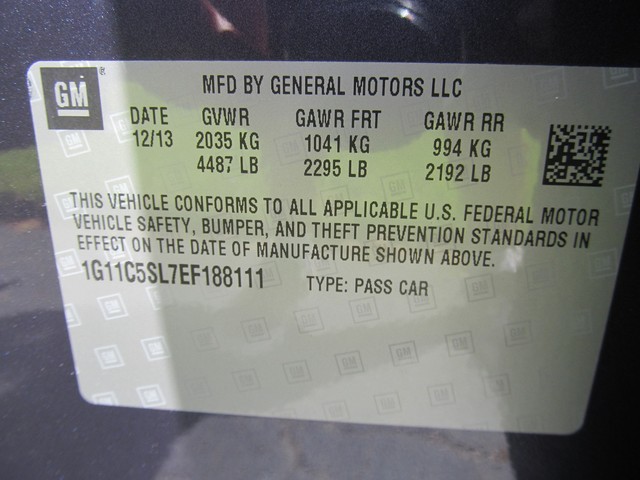 GM ®
MFD BY GENERAL MOTORS LLC
DATE GVWR GAWR FRT GAWR RR
12/13 2035 KG 1041 KG 994 KG
4487 LB 2295 LB 2192 LB
THIS VEHICLE CONFORMS TO ALL APPLICABLE U.S. FEDERAL MOTOR
VEHICLE SAFETY, BUMPER, AND THEFT PREVENTION STANDARDS IN
EFFECT ON THE DATE OF MANUFACTURE SHOWN ABOVE.
1G11C5SL7EF188111 TYPE: PASS CAR